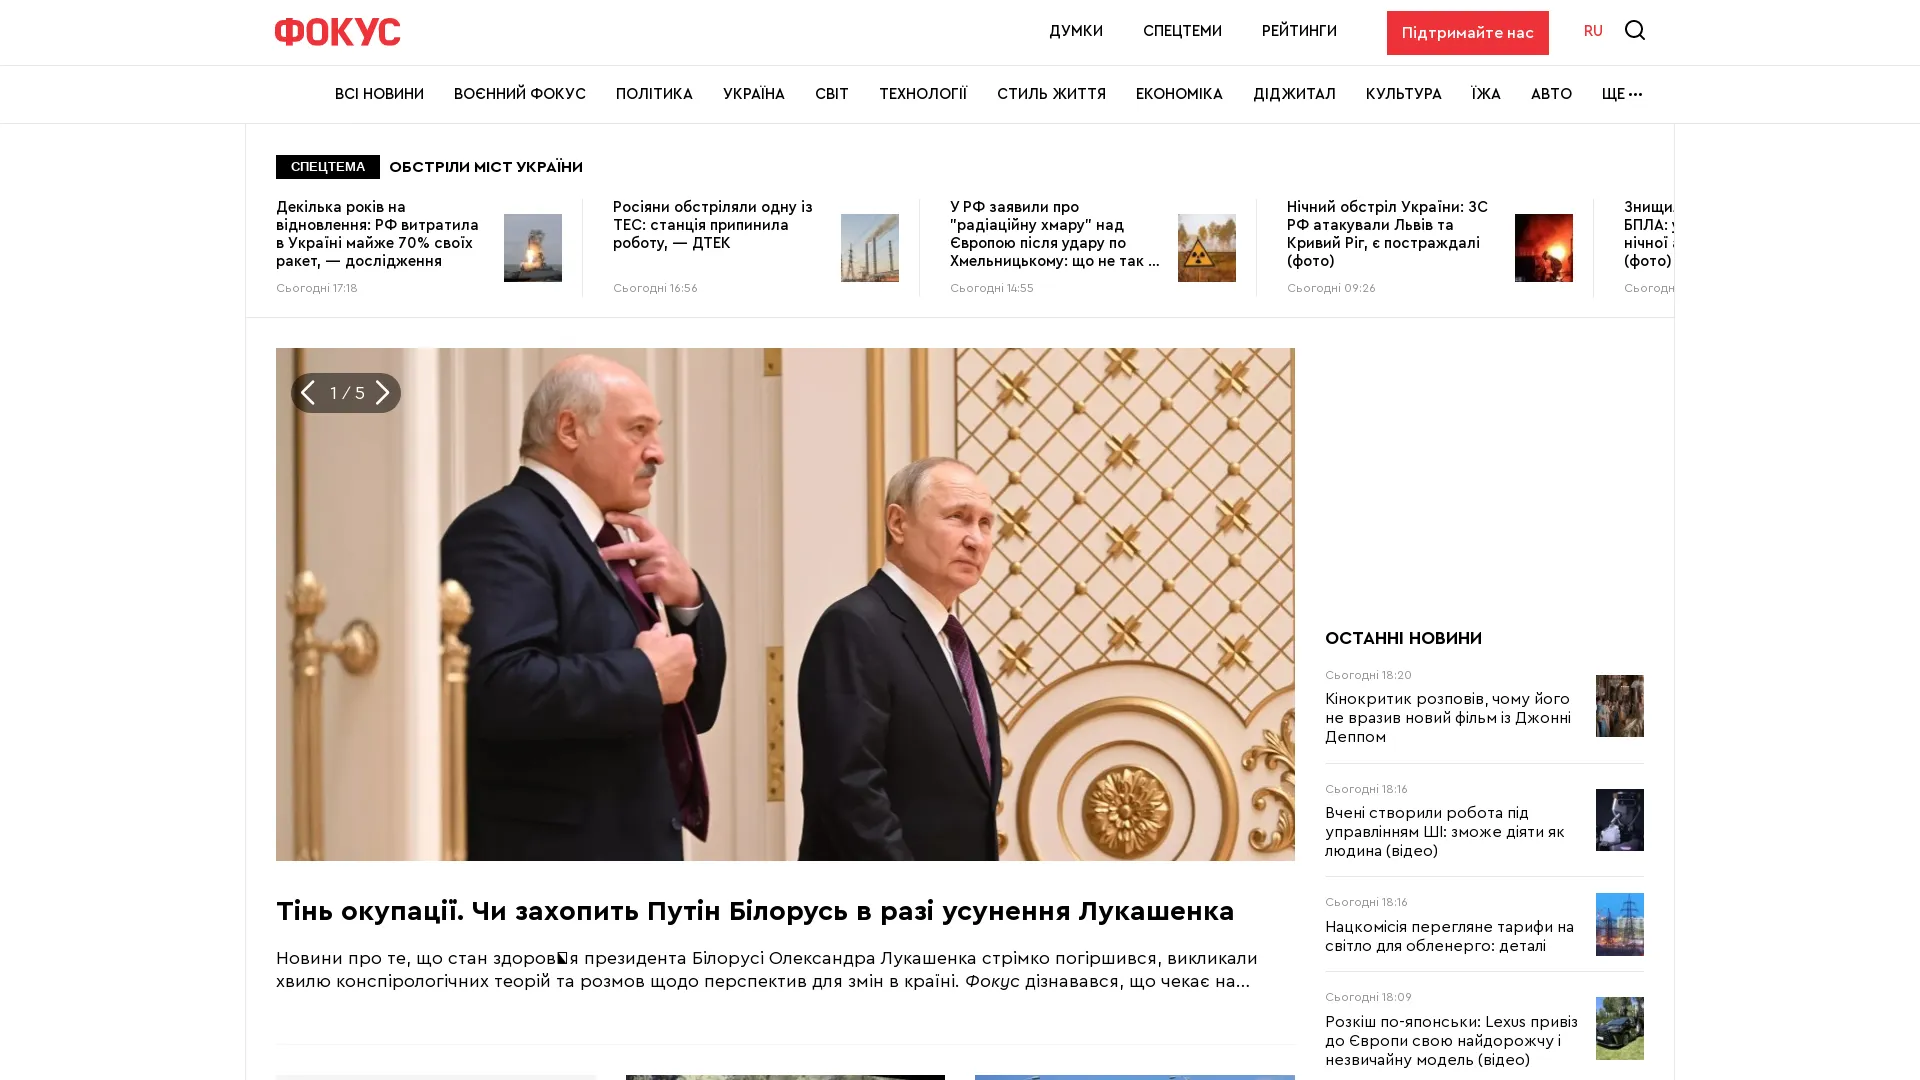 ФОКУС
ДУМКИ
СПЕЦТЕМИ
РЕЙТИНГИ
Підтримайте нас
RU
ВСІ НОВИНИ
ВОЄННИЙ ФОКУС
ПОЛІТИКА
УКРАЇНА
СВІТ
ТЕХНОЛОГІЇ
СТИЛЬ ЖИТТЯ
ЕКОНОМІКА
ДІДЖИТАЛ
КУЛЬТУРА
ЇЖА
АВТО
ЩЕ
СПЕЦТЕМА
ОБСТРІЛИ МІСТ УКРАЇНИ
Декілька років на
відновлення: РФ витратила
в Україні майже 70% своїх
ракет, — дослідження
Сьогодні 17:18
Росіяни обстріляли одну із
ТЕС: станція припинила
роботу, — ДТЕК
Сьогодні 16:56
У РФ заявили про
"радіаційну хмару" над
Європою після удару по
Хмельницькому: що не так ...
Сьогодні 14:55
Нічний обстріл України: ЗС
РФ атакували Львів та
Кривий Ріг, є постраждалі
(фото)
Сьогодні 09:26
БПЛА:
нічної
(фото)
1 / 5
Тінь окупації. Чи захопить Путін Білорусь в разі усунення Лукашенка
Новини про те, що стан президента Білорусі Олександра Лукашенка стрімко погіршився, викликали
хвилю конспірологічних теорій та розмов щодо перспектив для змін в країні. Фокус дізнавався, що чекає на...
ОСТАННІ НОВИНИ
Сьогодні 18:20
Кінокритик розповів, чому його
не вразив новий фільм із Джонні
Деппом
Сьогодні 18:16
Вчені створили робота під
управлінням ШІ: зможе діяти як
людина (відео)
Сьогодні 18:16
Нацкомісія перегляне тарифи на
світло для обленерго: деталі
Сьогодні 18:09
Розкіш по-японськи: Lexus привіз
до Європи свою найдорожчу і
незвичайну модель (відео)